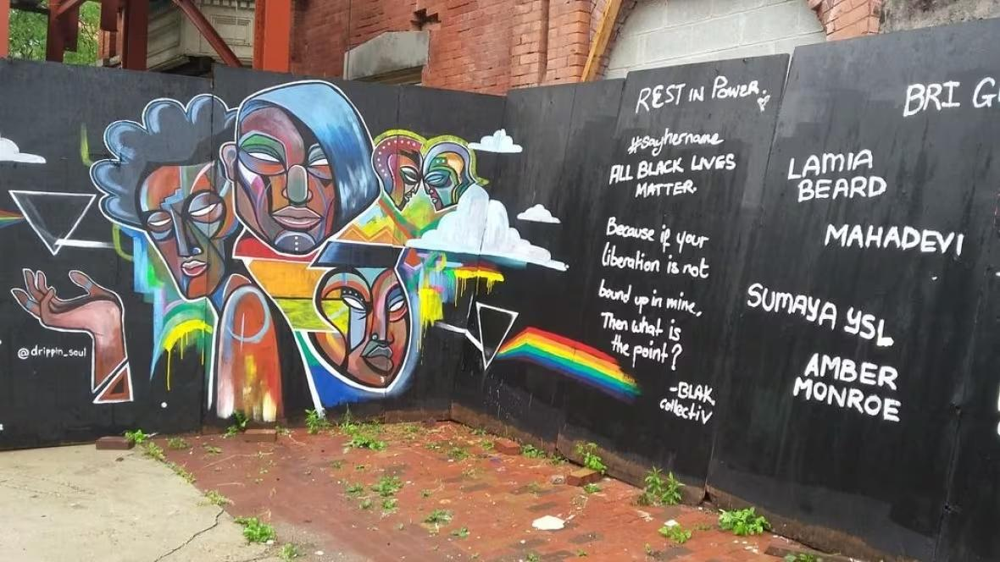 @drippin_soul
REST IN POWER.
#sayhername
ALL BLACK LIVES
MATTER.
Because if your
liberation is not
bound up in mine,
Then what is
the point?
-BLAK
collectiv
BRI
LAMIA
BEARD
MAHADEVI
SUMAYA YSL
AMBER
MONROE